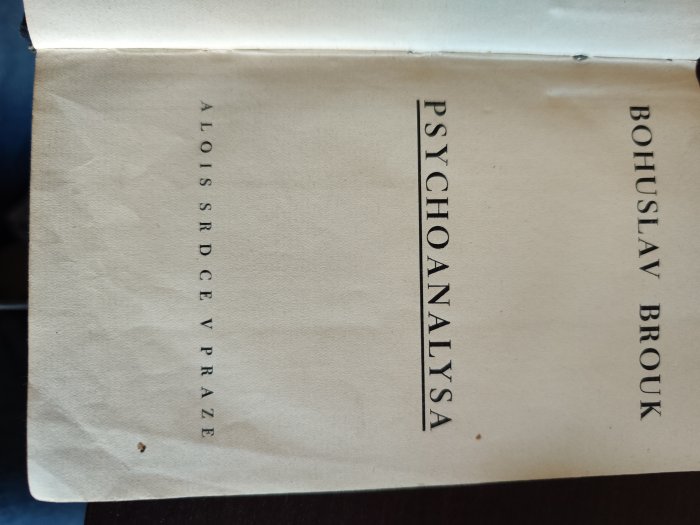 BOHUSLAV BROUK
PSYCHOANALYSA
ALOIS SRDCE V PRAZE